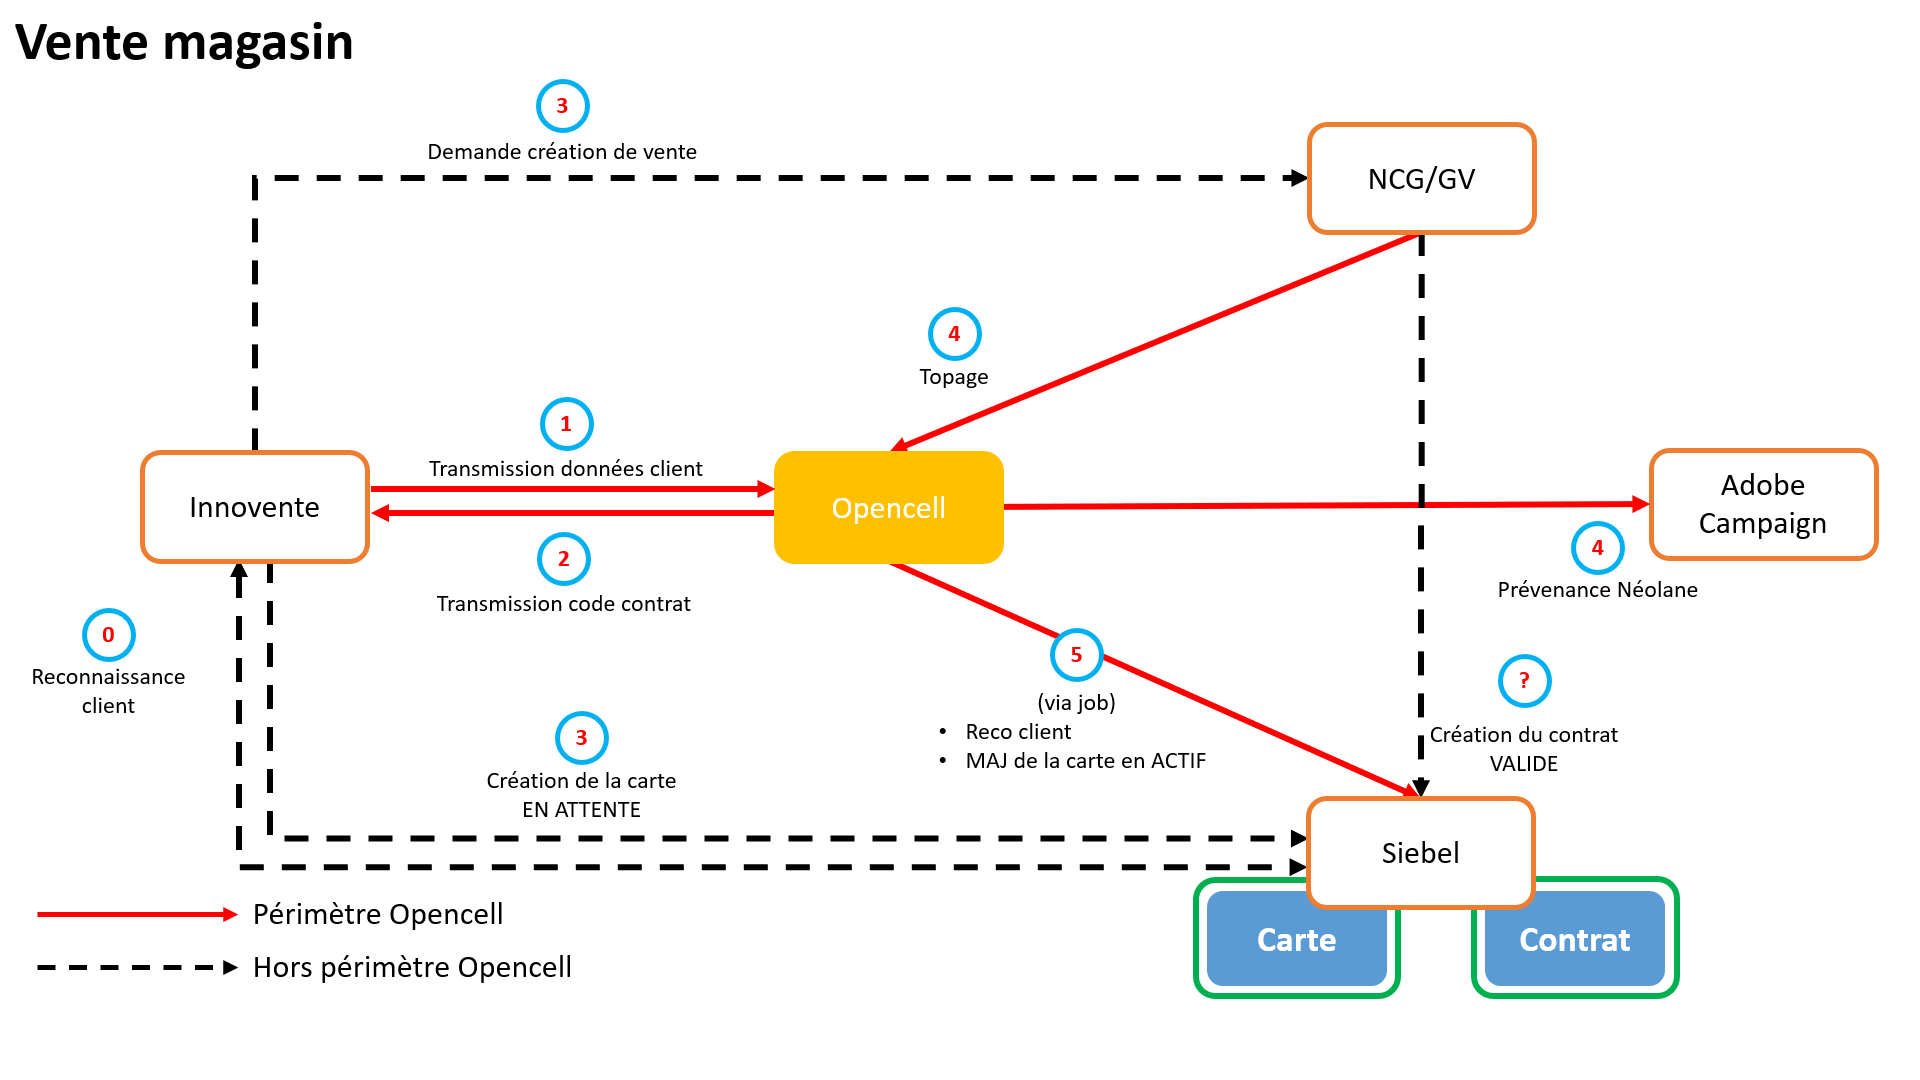 Vente magasin
3
Demande création de vente
NCG/GV
4
Topage
1
Transmission données client
Innovente
Opencell
Adobe
Campaign
2
Transmission code contrat
4
Prévenance Néolane
0
Reconnaissance
client
5
(via job)
• Reco client
• MAJ de la carte en ACTIF
?
Création du contrat
VALIDE
3
Création de la carte
EN ATTENTE
Siebel
Carte
Contrat
Périmètre Opencell
Hors périmètre Opencell